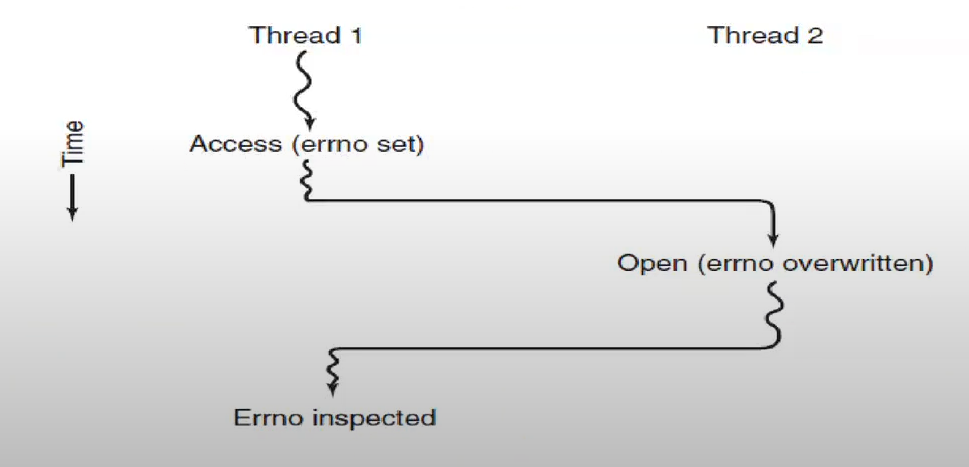 Thread 1
Thread 2
Time
Access (errno set)
Open (errno overwritten)
Errno inspected